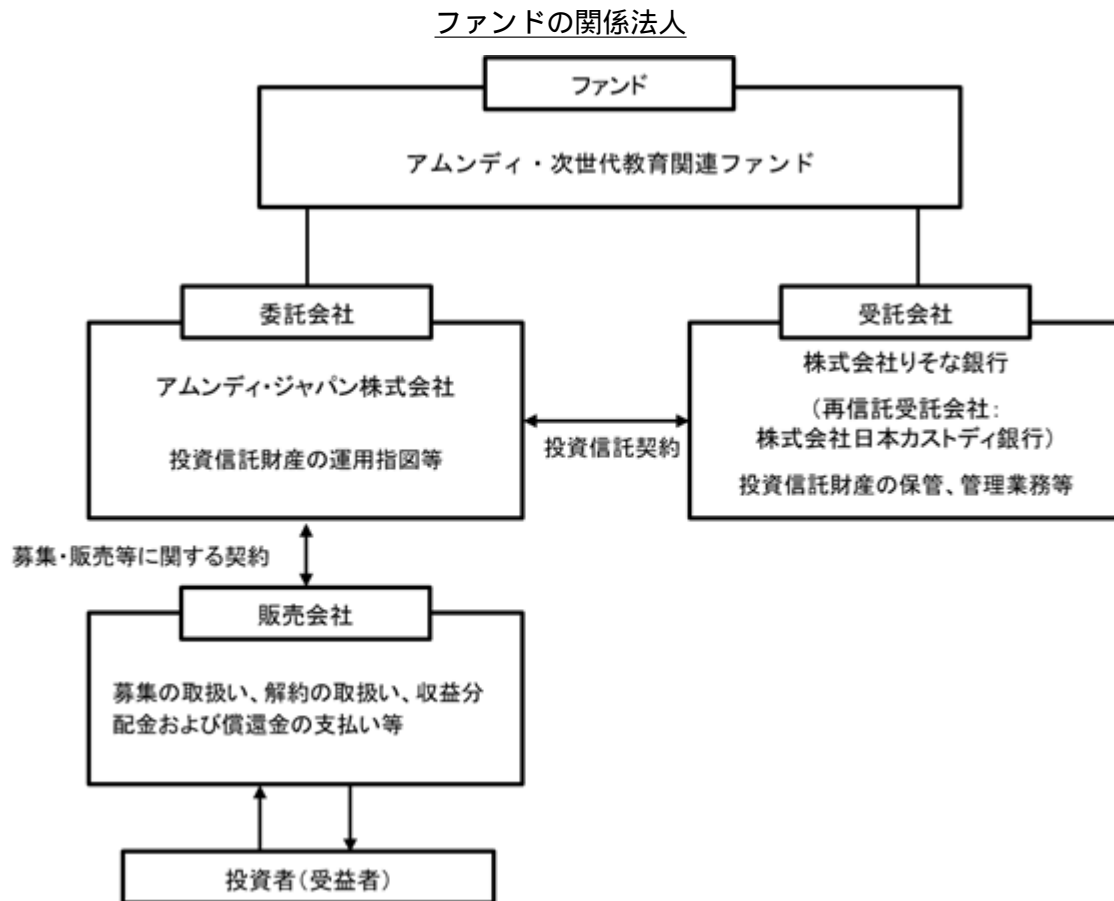 ファンドの関係法人
ファンド
アムンディ・次世代教育関連ファンド
委託会社
アムンディ・ジャパン株式会社
投資信託財産の運用指図等
投資信託契約
受託会社
株式会社りそな銀行
（再信託受託会社：
株式会社日本カストディ銀行）
投資信託財産の保管、管理業務等
募集・販売等に関する契約
販売会社
募集の取扱い、解約の取扱い、収益分
配金および償還金の支払い等
投資者（受益者）